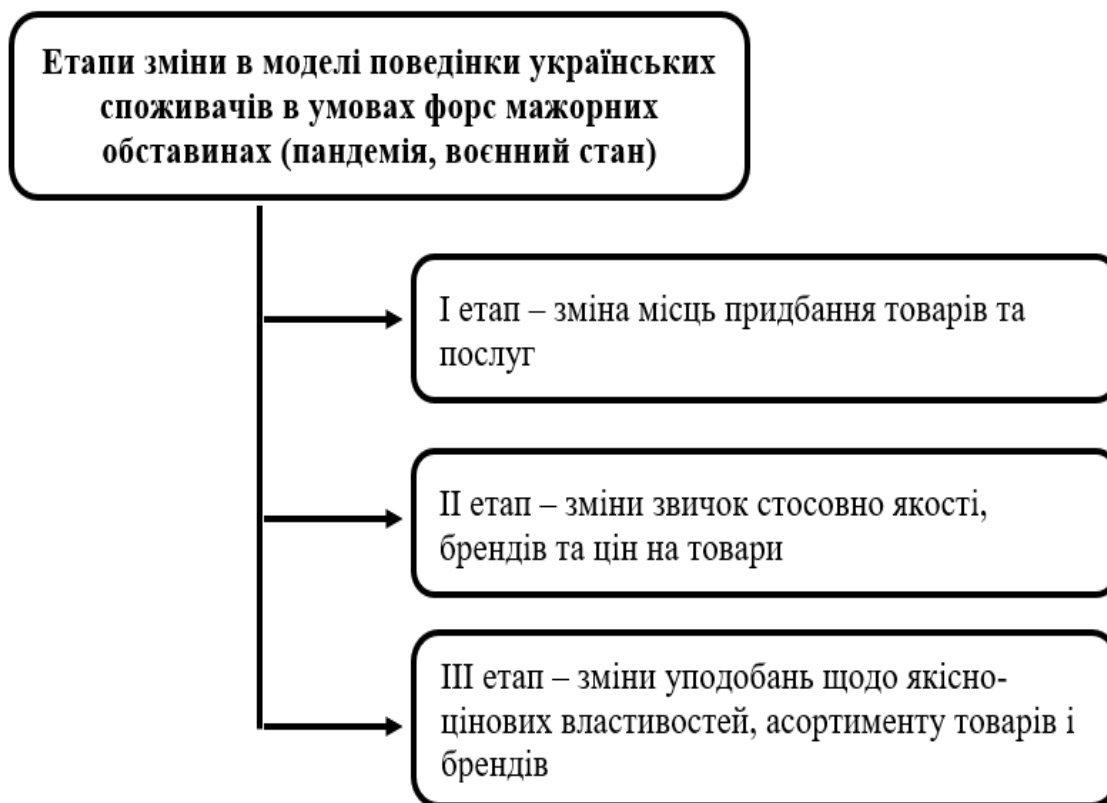 Етапи зміни в моделі поведінки українських
споживачів в умовах форс мажорних
обставинах (пандемія, воєнний стан)
І етап – зміна місць придбання товарів та
послуг
ІІ етап – зміни звичок стосовно якості,
брендів та цін на товари
ІІІ етап – зміни уподобань щодо якісно-
цінових властивостей, асортименту товарів і
брендів